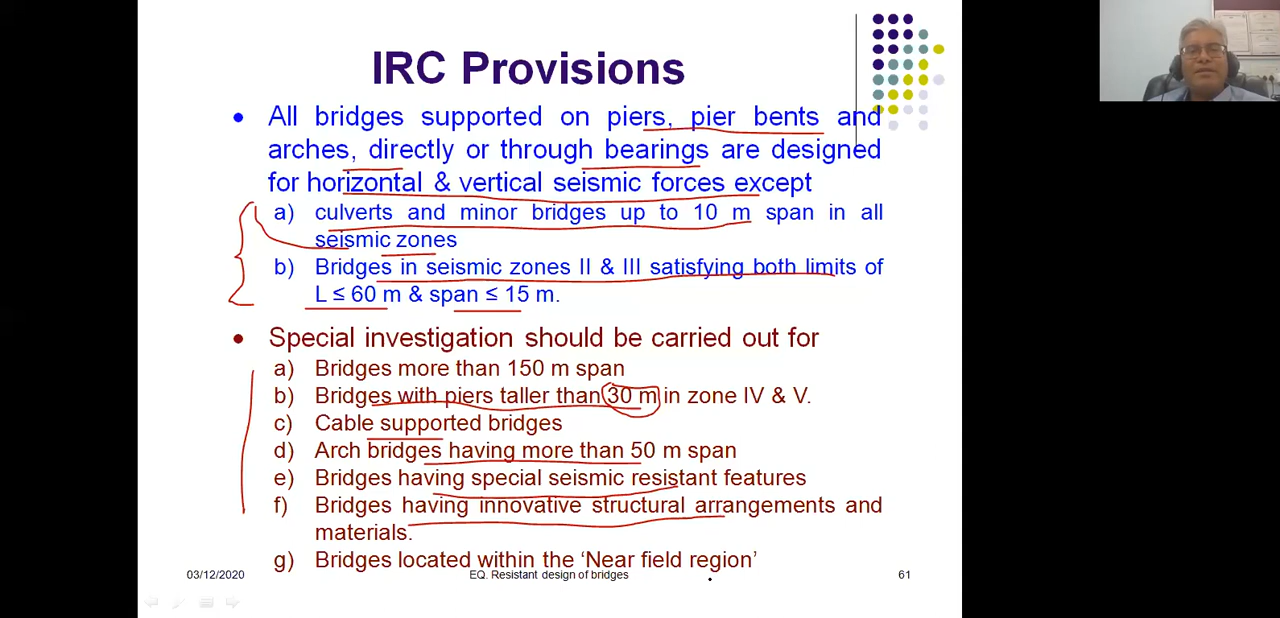 IRC Provisions
• All bridges supported on piers, pier bents and
arches, directly or through bearings are designed
for horizontal & vertical seismic forces except
a) culverts and minor bridges up to 10 m span in all
seismic zones
b) Bridges in seismic zones II & III satisfying both limits of
L ≤ 60 m & span ≤ 15 m.
• Special investigation should be carried out for
a) Bridges more than 150 m span
b) Bridges with piers taller than 30 m in zone IV & V.
c) Cable supported bridges
d) Arch bridges having more than 50 m span
e) Bridges having special seismic resistant features
f) Bridges having innovative structural arrangements and
materials.
g) Bridges located within the ‘Near field region’
03/12/2020 EQ. Resistant design of bridges 61